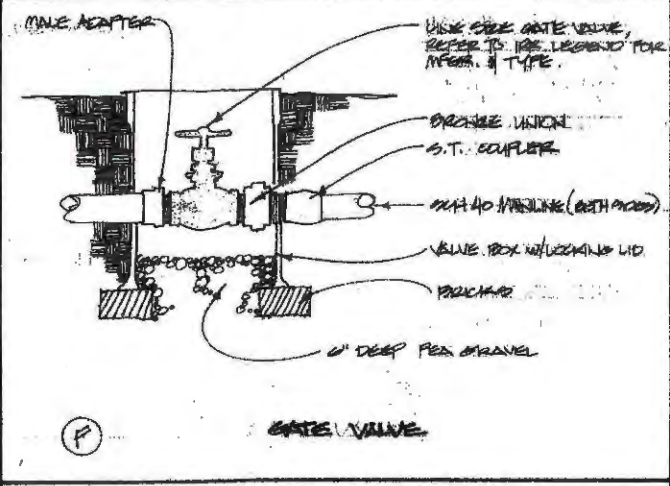 MALE ADAPTER
LINE SIZE GATE VALVE,
REFER TO IRR. LEGEND FOR
MFGR. & TYPE.
BRONZE UNION
S.T. COUPLER
SCH 40 MAINLINE (BOTH SIDES)
VALVE BOX W/LOCKING LID
BRICK
6" DEEP PEA GRAVEL
F
GATE VALVE